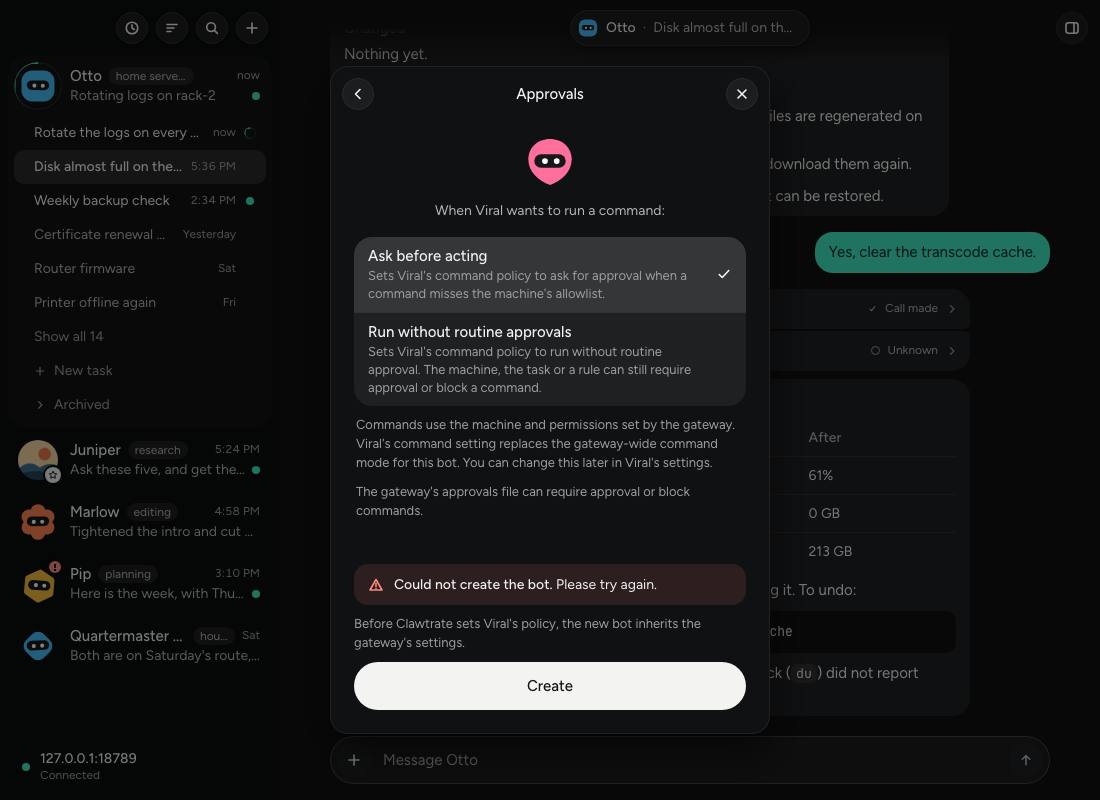 Otto · Disk almost full on th...
Otto home serve... now
Rotating logs on rack-2
Rotate the logs on every ... now
Disk almost full on the... 5:36 PM
Weekly backup check 2:34 PM
Certificate renewal ... Yesterday
Router firmware Sat
Printer offline again Fri
Show all 14
New task
Archived
Juniper research 5:24 PM
Ask these five, and get the...
Marlow editing 4:58 PM
Tightened the intro and cut ...
Pip planning 3:10 PM
Here is the week, with Thu...
Quartermaster ... hou... Sat
Both are on Saturday's route,...
127.0.0.1:18789
Connected
Nothing yet.
Approvals
When Viral wants to run a command:
Ask before acting
Sets Viral's command policy to ask for approval when a
command misses the machine's allowlist.
Run without routine approvals
Sets Viral's command policy to run without routine
approval. The machine, the task or a rule can still require
approval or block a command.
Commands use the machine and permissions set by the gateway.
Viral's command setting replaces the gateway-wide command
mode for this bot. You can change this later in Viral's settings.
The gateway's approvals file can require approval or block
commands.
Could not create the bot. Please try again.
Before Clawtrate sets Viral's policy, the new bot inherits the
gateway's settings.
Create
are regenerated on
download them again.
can be restored.
Yes, clear the transcode cache.
Call made
Unknown
After
61%
0 GB
213 GB
it. To undo:
(du) did not report
Message Otto